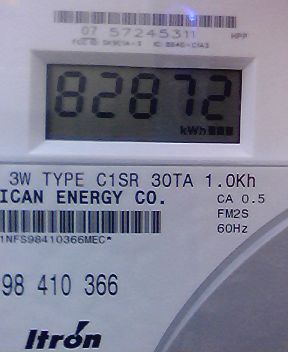 07 57245311 HPP
82872
kWh
3W TYPE C1SR 30TA 1.0Kh
ICAN ENERGY CO.
CA 0.5
FM2S
60Hz
1NFS98410366MEC*
98 410 366
Itron